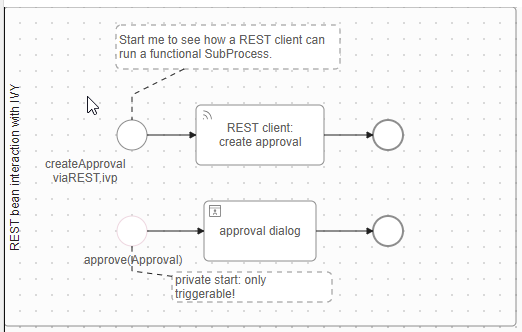 Start me to see how a REST client can
run a functional SubProcess.
REST bean interaction with IVY
REST client:
create approval
createApproval
viaREST.ivp
approval dialog
approve(Approval)
private start: only
triggerable!